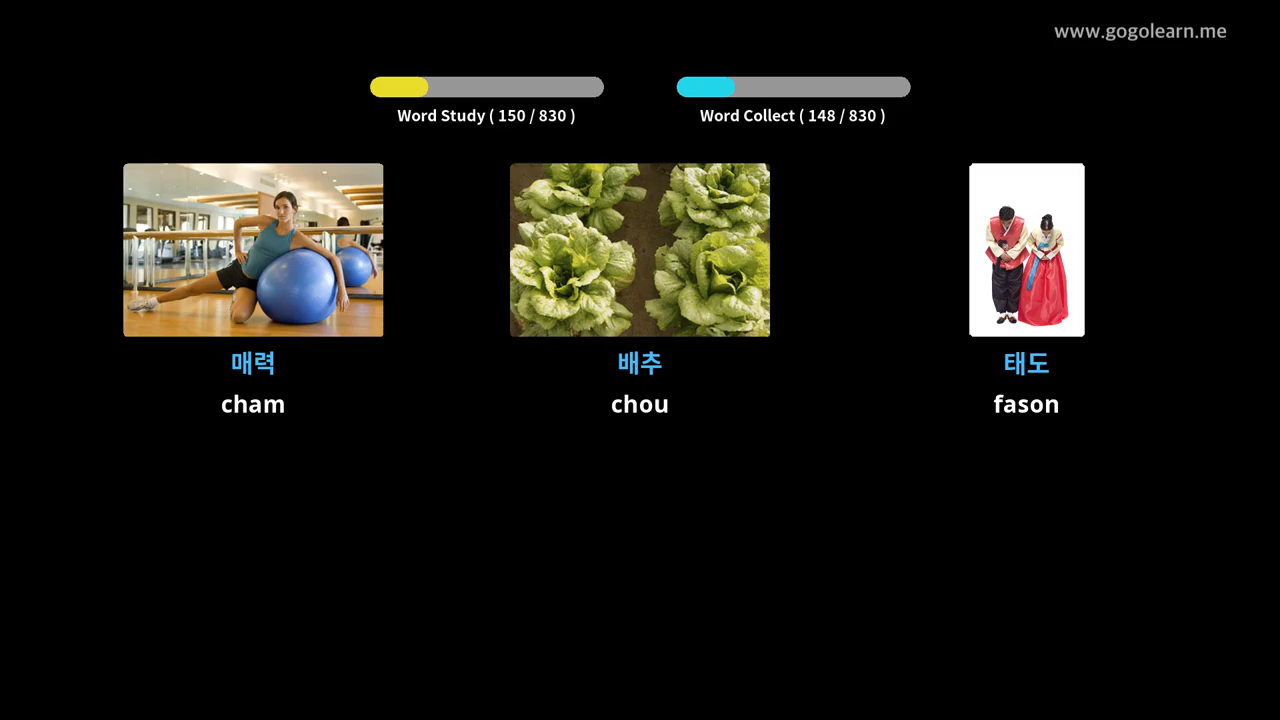 www.gogolearn.me
Word Study ( 150 / 830 )
Word Collect ( 148 / 830 )
매력
배추
태도
cham
chou
fason